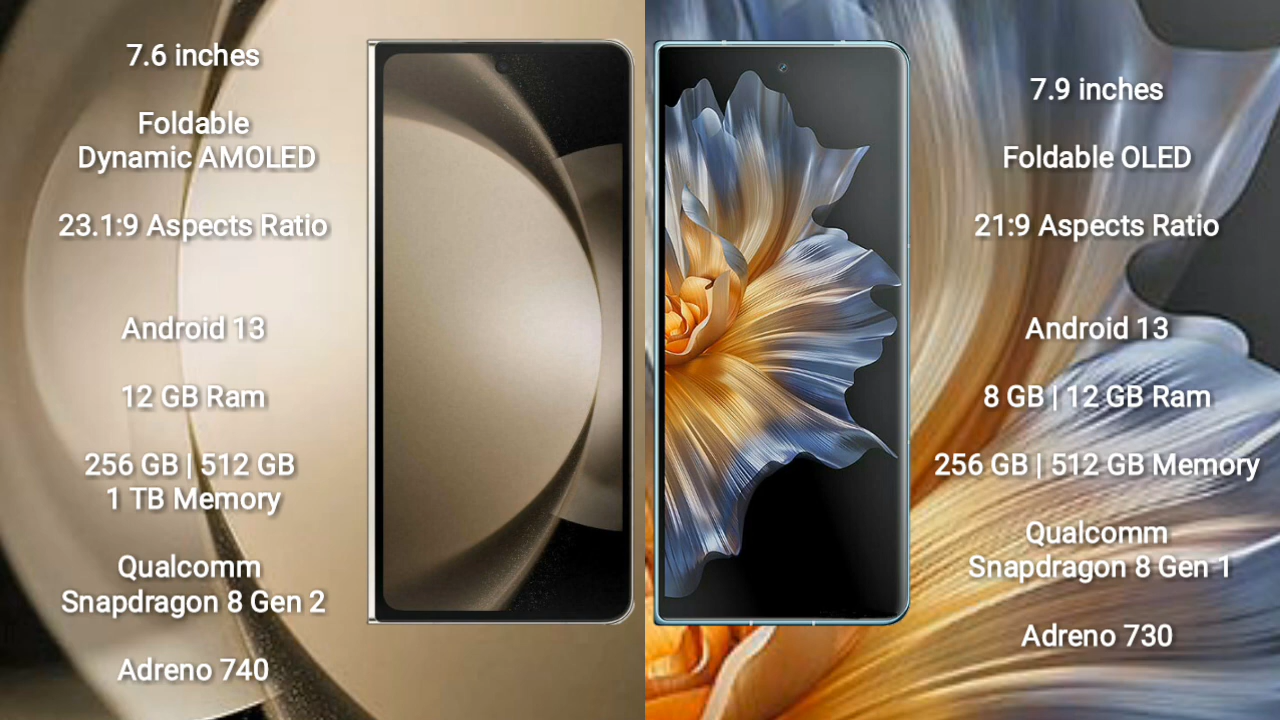 7.6 inches
Foldable
Dynamic AMOLED
23.1:9 Aspects Ratio
Android 13
12 GB Ram
256 GB | 512 GB
1 TB Memory
Qualcomm
Snapdragon 8 Gen 2
Adreno 740
7.9 inches
Foldable OLED
21:9 Aspects Ratio
Android 13
8 GB | 12 GB Ram
256 GB | 512 GB Memory
Qualcomm
Snapdragon 8 Gen 1
Adreno 730